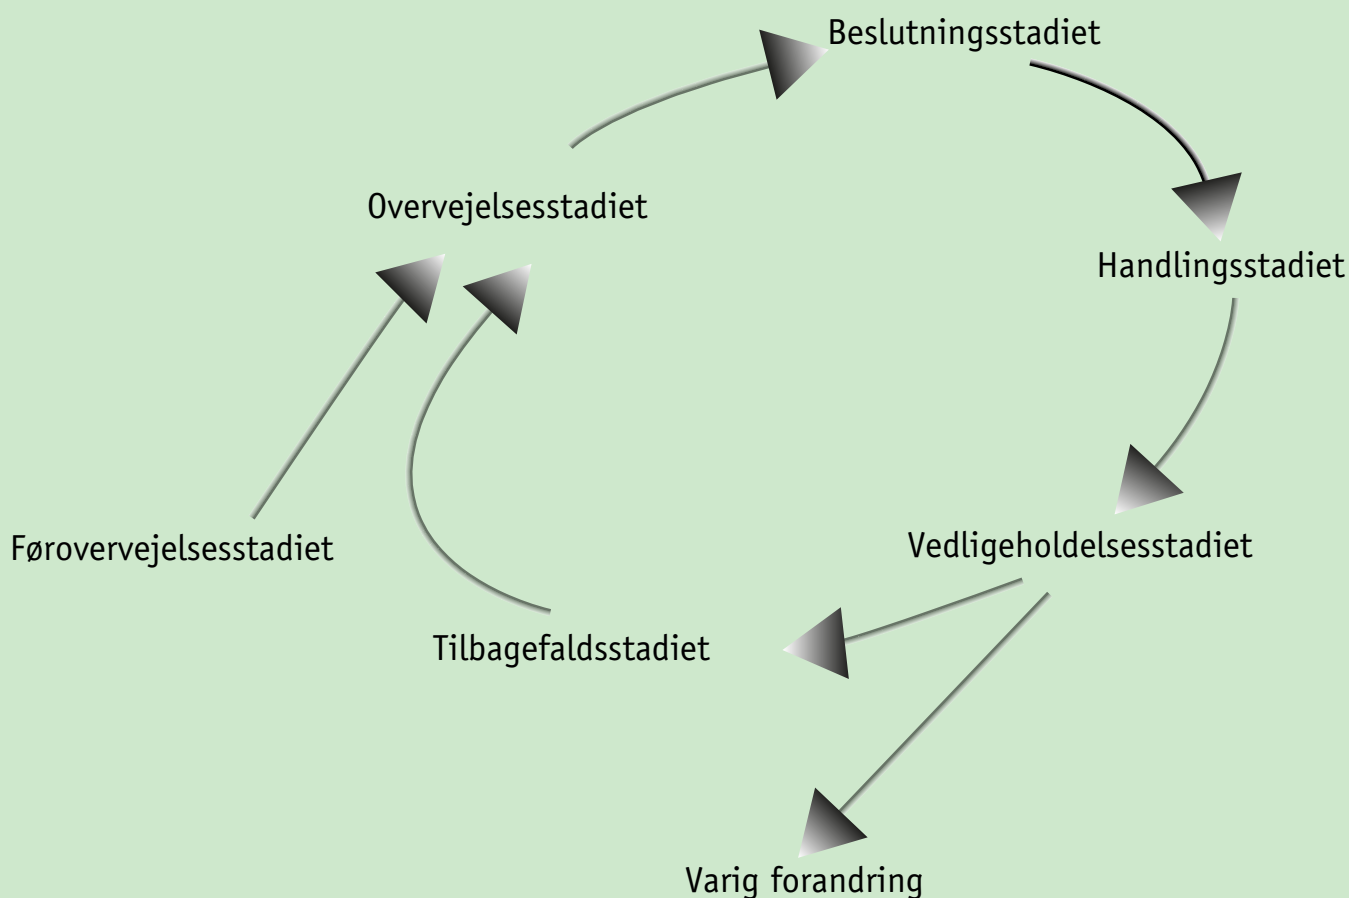 Beslutningsstadiet
Overvejelsesstadiet
Handlingsstadiet
Førovervejelsesstadiet
Vedligeholdelsesstadiet
Tilbagefaldsstadiet
Varig forandring